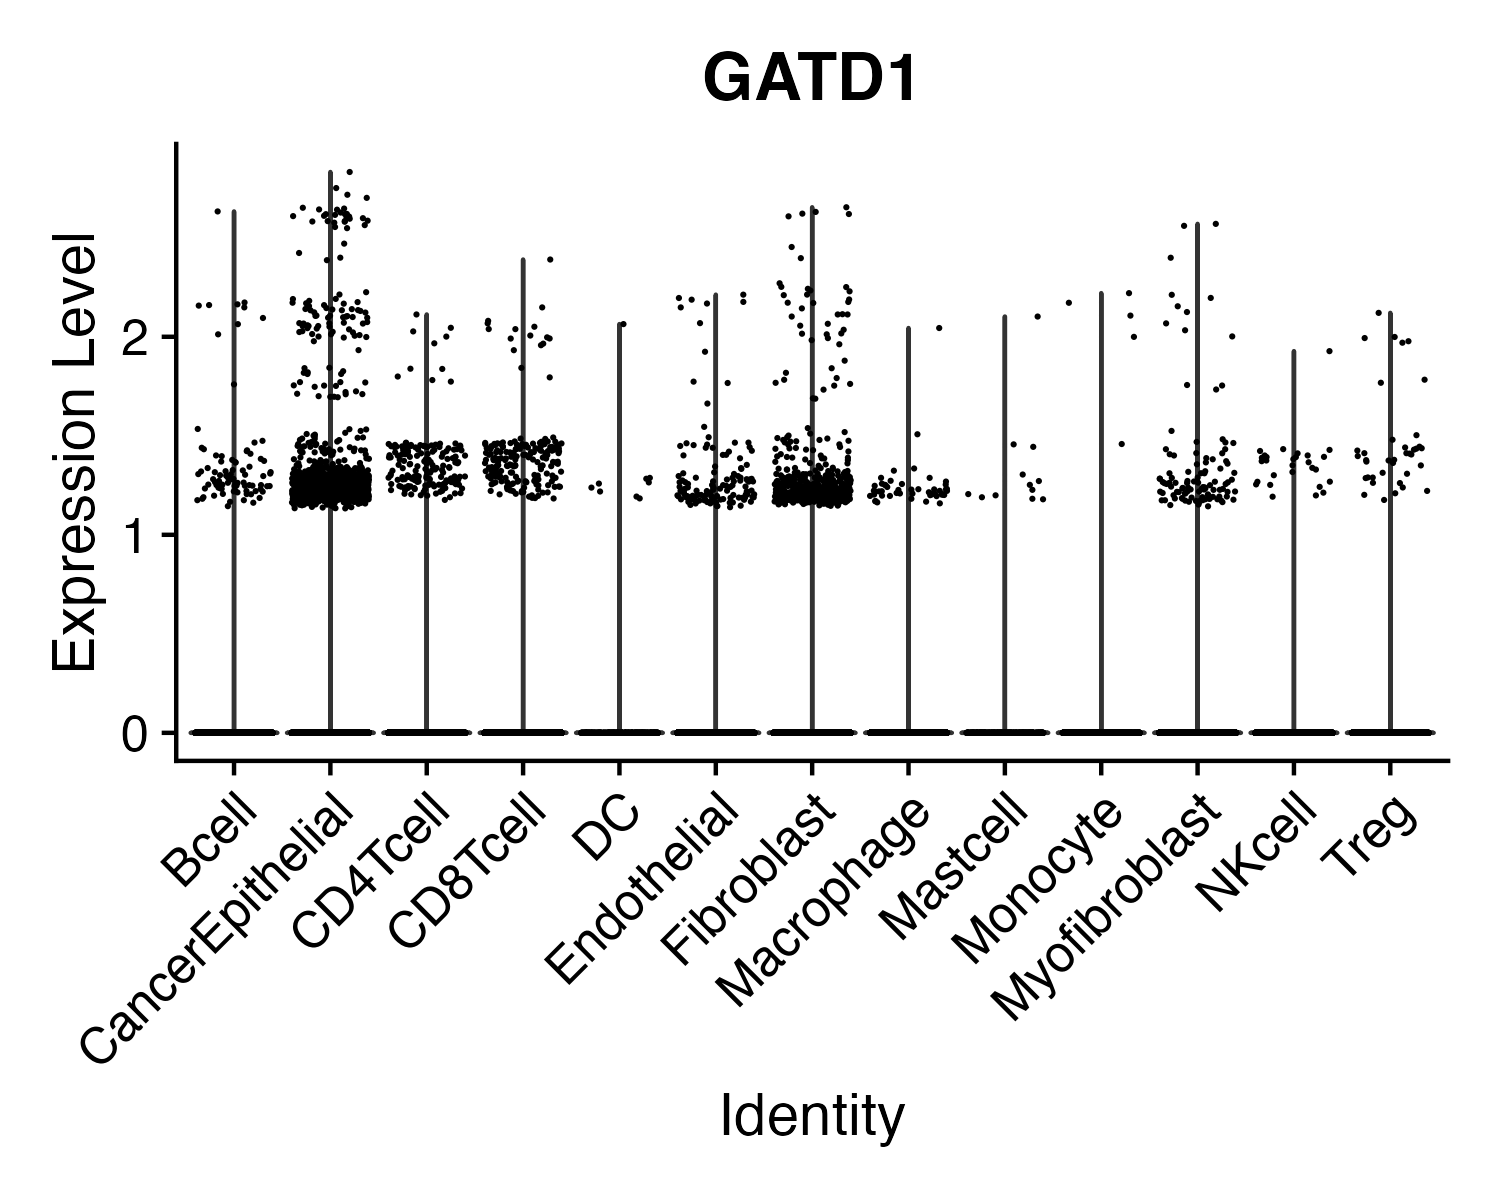 GATD1
Expression Level
2
1
0
Bcell
CancerEpithelial
CD4Tcell
CD8Tcell
DC
Endothelial
Fibroblast
Macrophage
Mastcell
Monocyte
Myofibroblast
NKcell
Treg
Identity